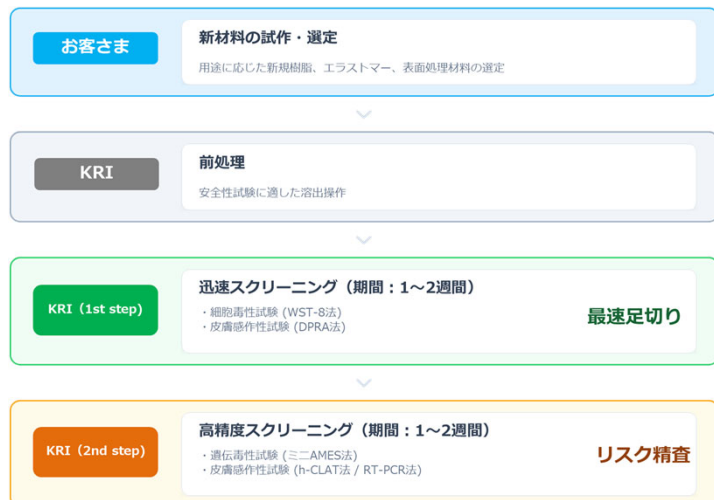 お客さま
新材料の試作・選定
用途に応じた新規樹脂、エラストマー、表面処理材料の選定
KRI
前処理
安全性試験に適した溶出操作
KRI（1st step）
迅速スクリーニング（期間：1～2週間）
・細胞毒性試験 (WST-8法)
・皮膚感作性試験 (DPRA法)
最速足切り
KRI（2nd step）
高精度スクリーニング（期間：1～2週間）
・遺伝毒性試験 (ミニAMES法)
・皮膚感作性試験 (h-CLAT法 / RT-PCR法)
リスク精査